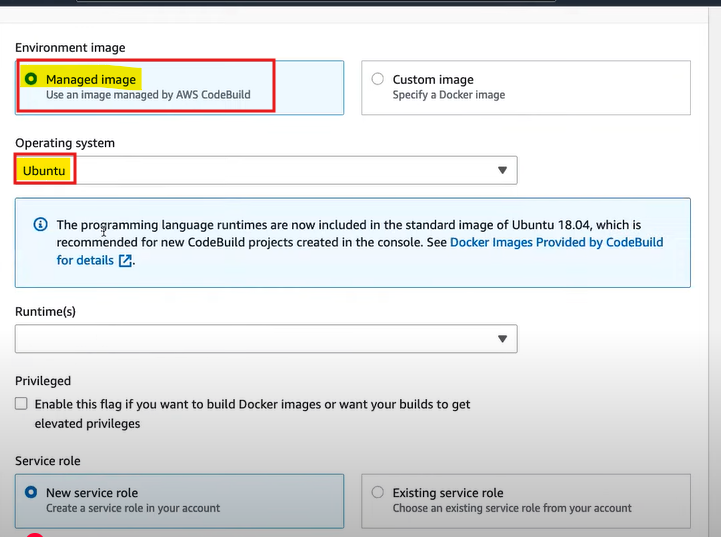 Environment image
Managed image
Use an image managed by AWS CodeBuild
Custom image
Specify a Docker image
Operating system
Ubuntu
The programming language runtimes are now included in the standard image of Ubuntu 18.04, which is
recommended for new CodeBuild projects created in the console. See Docker Images Provided by CodeBuild
for details .
Runtime(s)
Privileged
Enable this flag if you want to build Docker images or want your builds to get
elevated privileges
Service role
New service role
Create a service role in your account
Existing service role
Choose an existing service role from your account